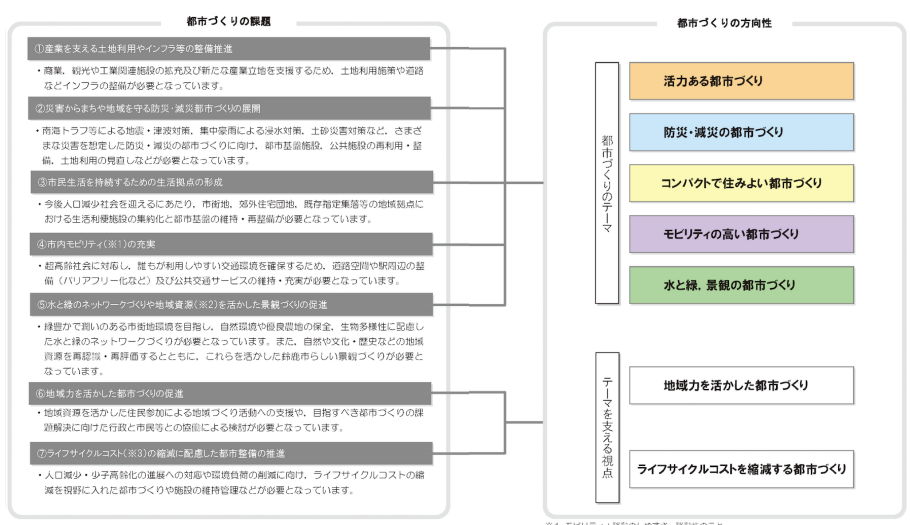 都市づくりの課題
①産業を支える土地利用やインフラ等の整備推進
・商業，観光や工業関連施設の拡充及び新たな産業立地を支援するため，土地利用施策や道路
などインフラの整備が必要となっています。
②災害からまちや地域を守る防災・減災都市づくりの展開
・南海トラフ等による地震・津波対策，集中豪雨による浸水対策，土砂災害対策など，さまざ
まな災害を想定した防災・減災の都市づくりに向け，都市基盤施設，公共施設の再利用・整
備，土地利用の見直しなどが必要となっています。
③市民生活を持続するための生活拠点の形成
・今後人口減少社会を迎えるにあたり，市街地，郊外住宅団地，既存指定集落等の地域拠点に
おける生活利便施設の集約化と都市基盤の維持・再整備が必要となっています。
④市内モビリティ(※1)の充実
・超高齢社会に対応し，誰もが利用しやすい交通環境を確保するため，道路空間や駅周辺の整
備（バリアフリー化など）及び公共交通サービスの維持・充実が必要となっています。
⑤水と緑のネットワークづくりや地域資源(※2)を活かした景観づくりの促進
・緑豊かで潤いのある市街地環境を目指し，自然環境や優良農地の保全，生物多様性に配慮し
た水と緑のネットワークづくりが必要となっています。また，自然や文化・歴史などの地域
資源を再認識・再評価するとともに，これらを活かした鈴鹿市らしい景観づくりが必要と
なっています。
⑥地域力を活かした都市づくりの促進
・地域資源を活かした住民参加による地域づくり活動への支援や，目指すべき都市づくりの課
題解決に向けた行政と市民等との協働による検討が必要となっています。
⑦ライフサイクルコスト(※3)の縮減に配慮した都市整備の推進
・人口減少・少子高齢化の進展への対応や環境負荷の削減に向け，ライフサイクルコストの縮
減を視野に入れた都市づくりや施設の維持管理などが必要となっています。
都市づくりの方向性
都市づくりのテーマ
活力ある都市づくり
防災・減災の都市づくり
コンパクトで住みよい都市づくり
モビリティの高い都市づくり
水と緑，景観の都市づくり
テーマを支える視点
地域力を活かした都市づくり
ライフサイクルコストを縮減する都市づくり